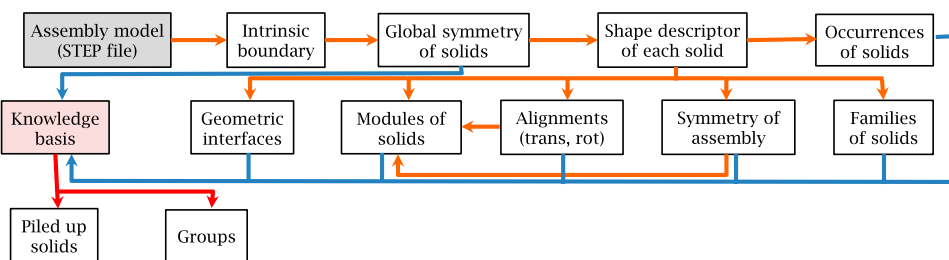 Assembly model
(STEP file)
Intrinsic
boundary
Global symmetry
of solids
Shape descriptor
of each solid
Occurrences
of solids
Knowledge
basis
Geometric
interfaces
Modules of
solids
Alignments
(trans, rot)
Symmetry of
assembly
Families
of solids
Piled up
solids
Groups